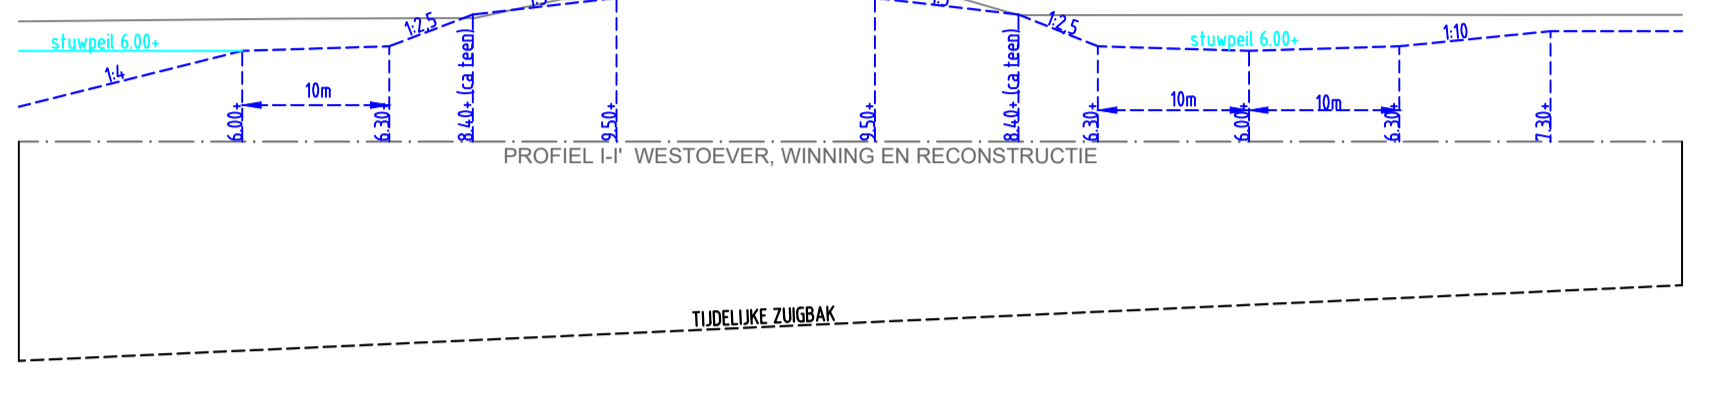 1:2,5
1:2,5
stuwpeil 6.00+
stuwpeil 6.00+
1:10
1:4
10m
10m
10m
6.00+
6.30+
8.40+ (ca teen)
9.50+
9.50+
8.40+ (ca teen)
6.30+
6.00+
6.30+
7.30+
PROFIEL I-I' WESTOEVER, WINNING EN RECONSTRUCTIE
TIJDELIJKE ZUIGBAK